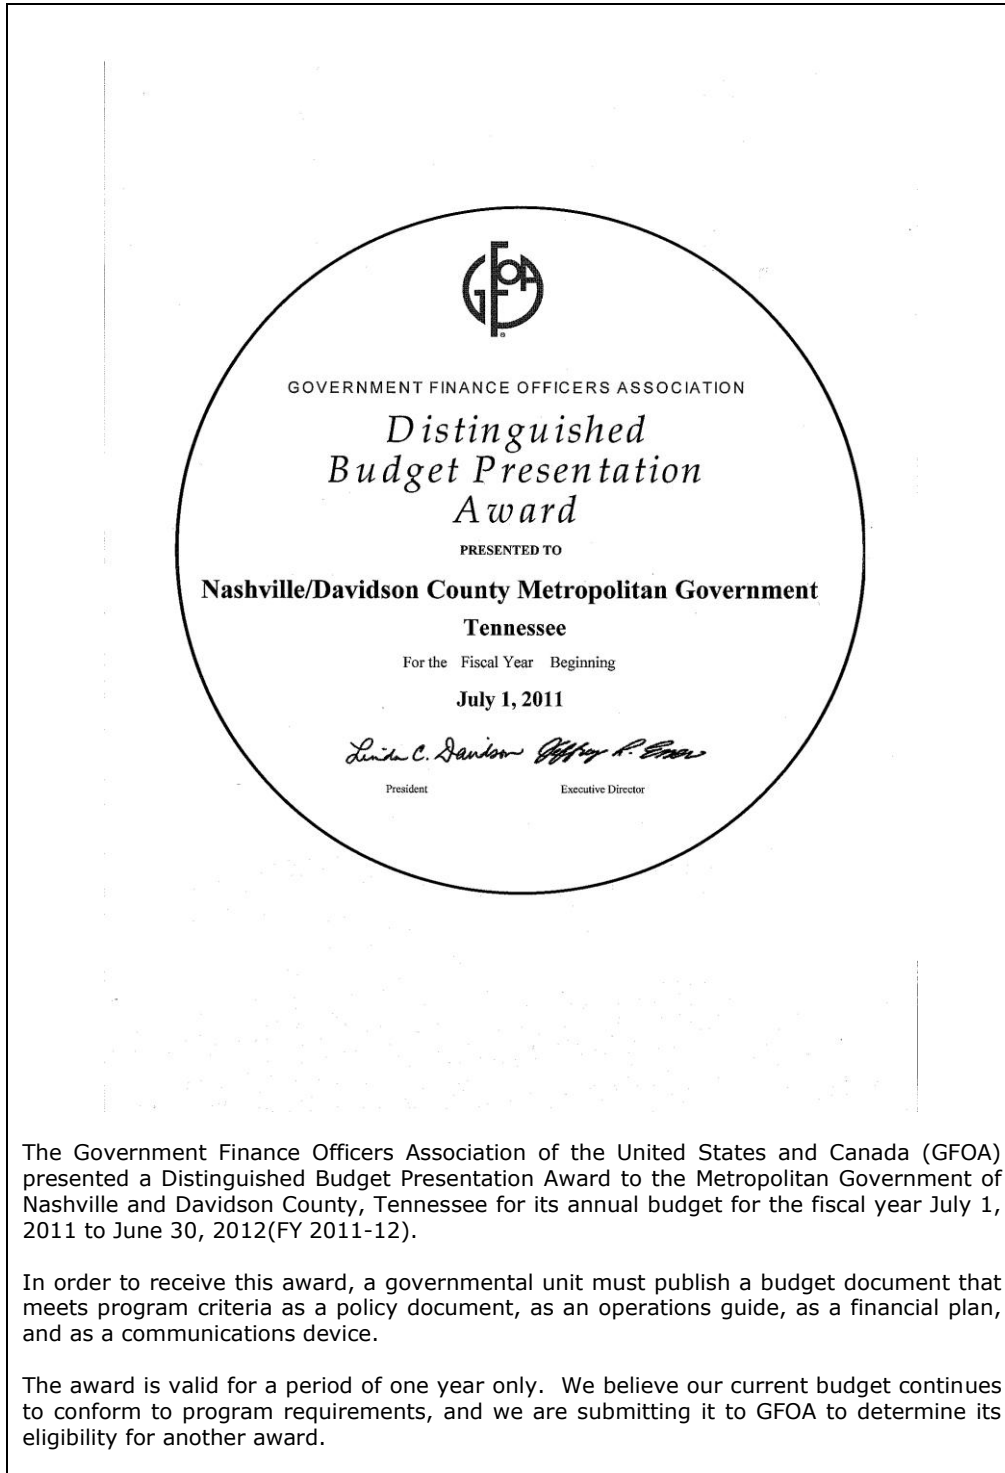 GFOA
GOVERNMENT FINANCE OFFICERS ASSOCIATION
Distinguished
Budget Presentation
Award
PRESENTED TO
Nashville/Davidson County Metropolitan Government
Tennessee
For the Fiscal Year Beginning
July 1, 2011
Linda C. Davidson Jeffrey R. Enea
President Executive Director
The Government Finance Officers Association of the United States and Canada (GFOA)
presented a Distinguished Budget Presentation Award to the Metropolitan Government of
Nashville and Davidson County, Tennessee for its annual budget for the fiscal year July 1,
2011 to June 30, 2012(FY 2011-12).
In order to receive this award, a governmental unit must publish a budget document that
meets program criteria as a policy document, as an operations guide, as a financial plan,
and as a communications device.
The award is valid for a period of one year only. We believe our current budget continues
to conform to program requirements, and we are submitting it to GFOA to determine its
eligibility for another award.